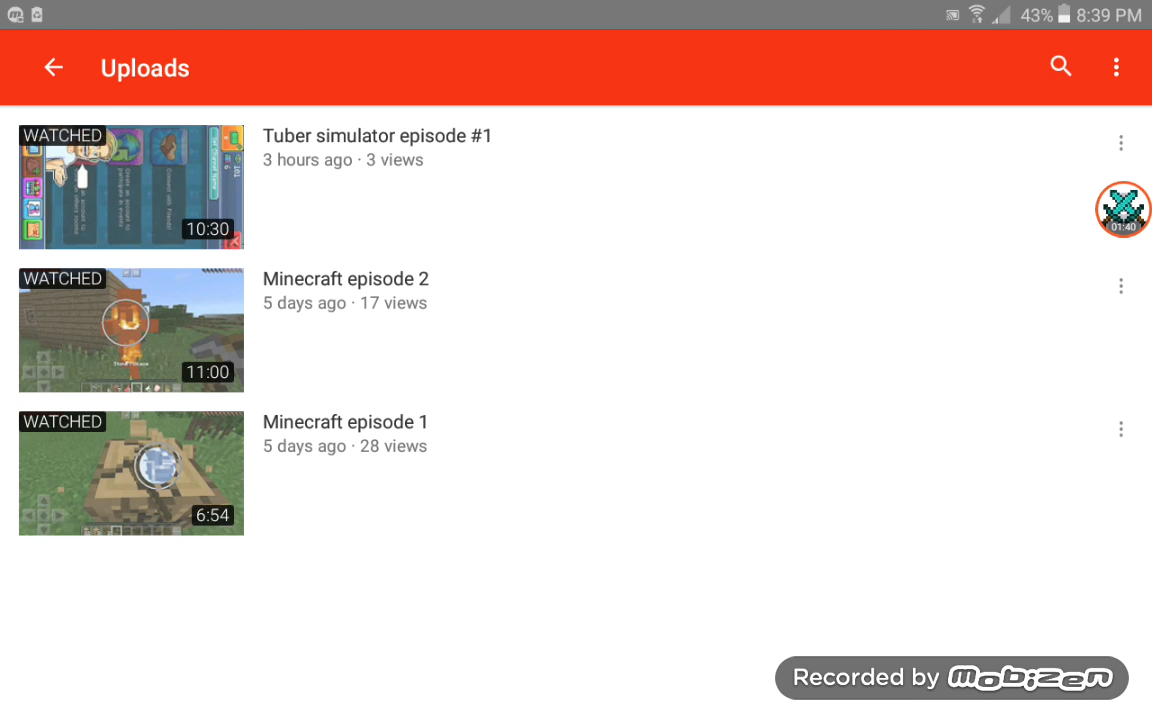 43% 8:39 PM
Uploads
WATCHED
10:30
Tuber simulator episode #1
3 hours ago · 3 views
01:40
WATCHED
11:00
Minecraft episode 2
5 days ago · 17 views
WATCHED
6:54
Minecraft episode 1
5 days ago · 28 views
Recorded by mobizen